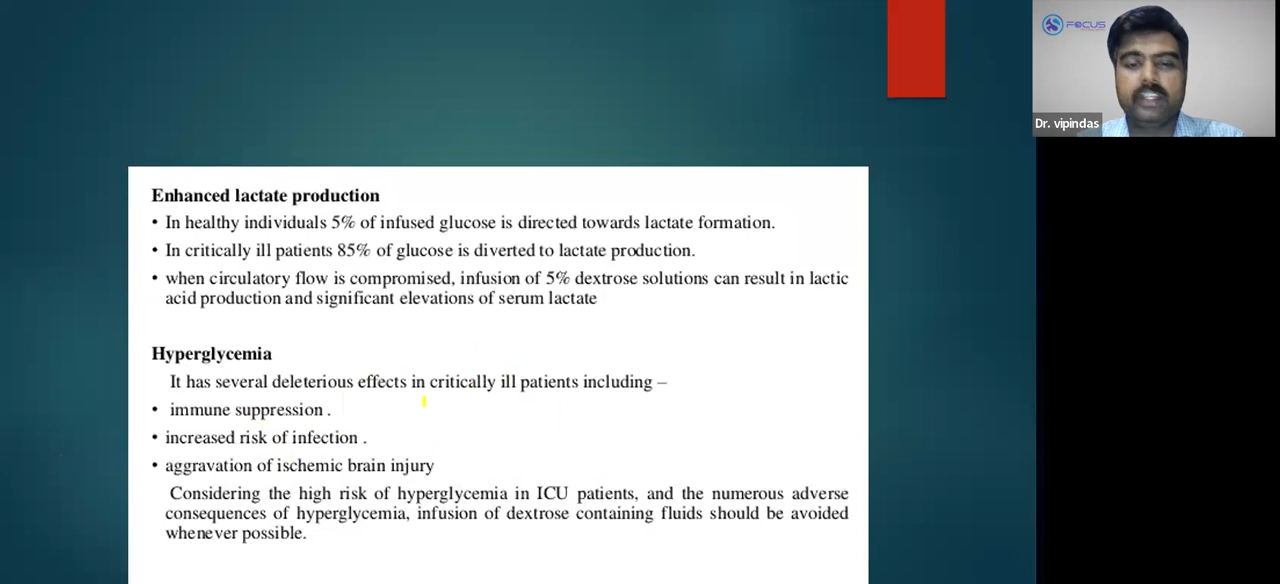 FOCUS
Dr. vipindas
Enhanced lactate production
• In healthy individuals 5% of infused glucose is directed towards lactate formation.
• In critically ill patients 85% of glucose is diverted to lactate production.
• when circulatory flow is compromised, infusion of 5% dextrose solutions can result in lactic
acid production and significant elevations of serum lactate
Hyperglycemia
It has several deleterious effects in critically ill patients including –
• immune suppression .
• increased risk of infection .
• aggravation of ischemic brain injury
Considering the high risk of hyperglycemia in ICU patients, and the numerous adverse
consequences of hyperglycemia, infusion of dextrose containing fluids should be avoided
whenever possible.